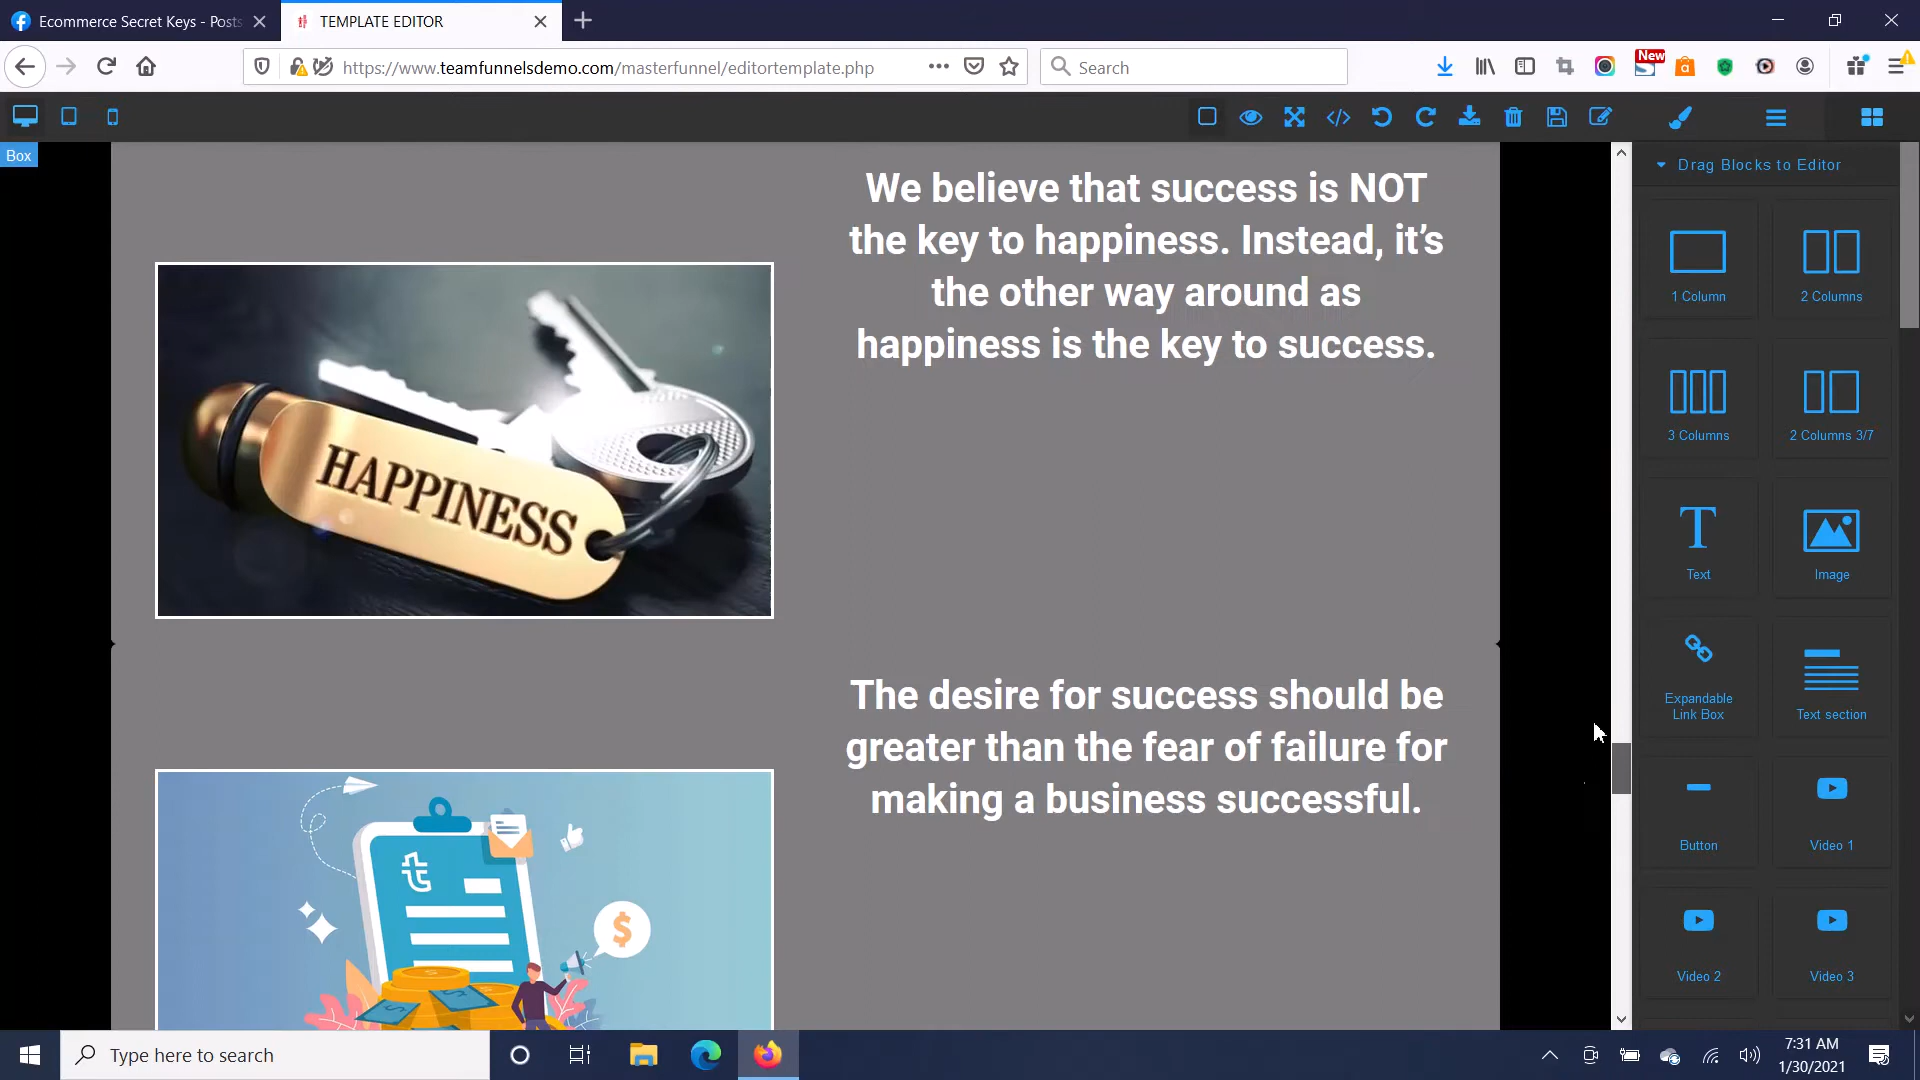 Ecommerce Secret Keys - Posts
TEMPLATE EDITOR
https://www.teamfunnelsdemo.com/masterfunnel/editortemplate.php
Search
New
Box
Drag Blocks to Editor
We believe that success is NOT
the key to happiness. Instead, it’s
the other way around as
happiness is the key to success.
HAPPINESS
1 Column
2 Columns
3 Columns
2 Columns 3/7
Text
Image
Expandable
Link Box
Text section
The desire for success should be
greater than the fear of failure for
making a business successful.
$
Button
Video 1
Video 2
Video 3
Type here to search
7:31 AM
1/30/2021